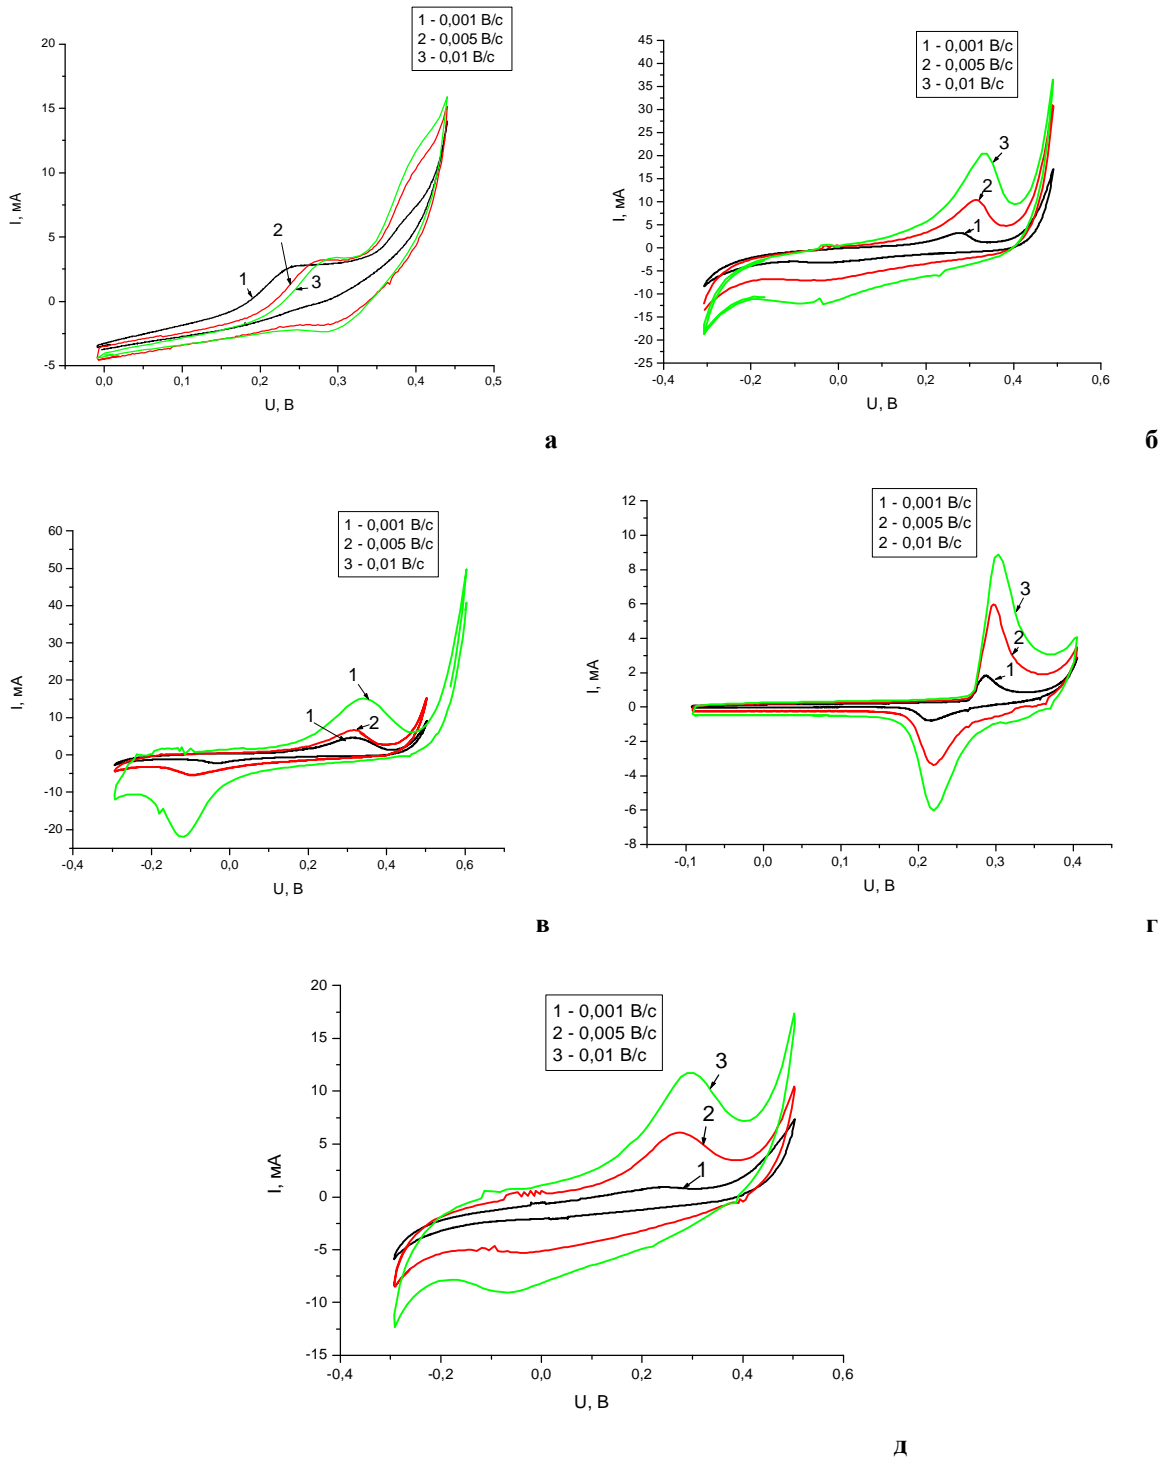 1 - 0,001 В/с
2 - 0,005 В/с
3 - 0,01 В/с
20
15
10
5
0
-5
I, мА
1
2
3
0,0 0,1 0,2 0,3 0,4 0,5
U, В
а
1 - 0,001 В/с
2 - 0,005 В/с
3 - 0,01 В/с
45
40
35
30
25
20
15
10
5
0
-5
-10
-15
-20
-25
I, мА
3
2
1
-0,4 -0,2 0,0 0,2 0,4 0,6
U, В
б
1 - 0,001 В/с
2 - 0,005 В/с
3 - 0,01 В/с
60
50
40
30
20
10
0
-10
-20
I, мА
1
1
2
-0,4 -0,2 0,0 0,2 0,4 0,6
U, В
в
1 - 0,001 В/с
2 - 0,005 В/с
2 - 0,01 В/с
12
10
8
6
4
2
0
-2
-4
-6
-8
I, мА
3
2
1
-0,1 0,0 0,1 0,2 0,3 0,4
U, В
г
1 - 0,001 В/с
2 - 0,005 В/с
3 - 0,01 В/с
20
15
10
5
0
-5
-10
-15
I, мА
3
2
1
-0,4 -0,2 0,0 0,2 0,4 0,6
U, В
д